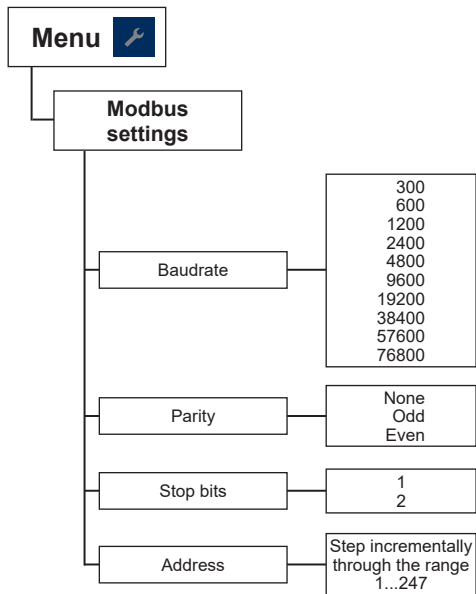 Menu
Modbus
settings
Baudrate
300
600
1200
2400
4800
9600
19200
38400
57600
76800
Parity
None
Odd
Even
Stop bits
1
2
Address
Step incrementally
through the range
1...247